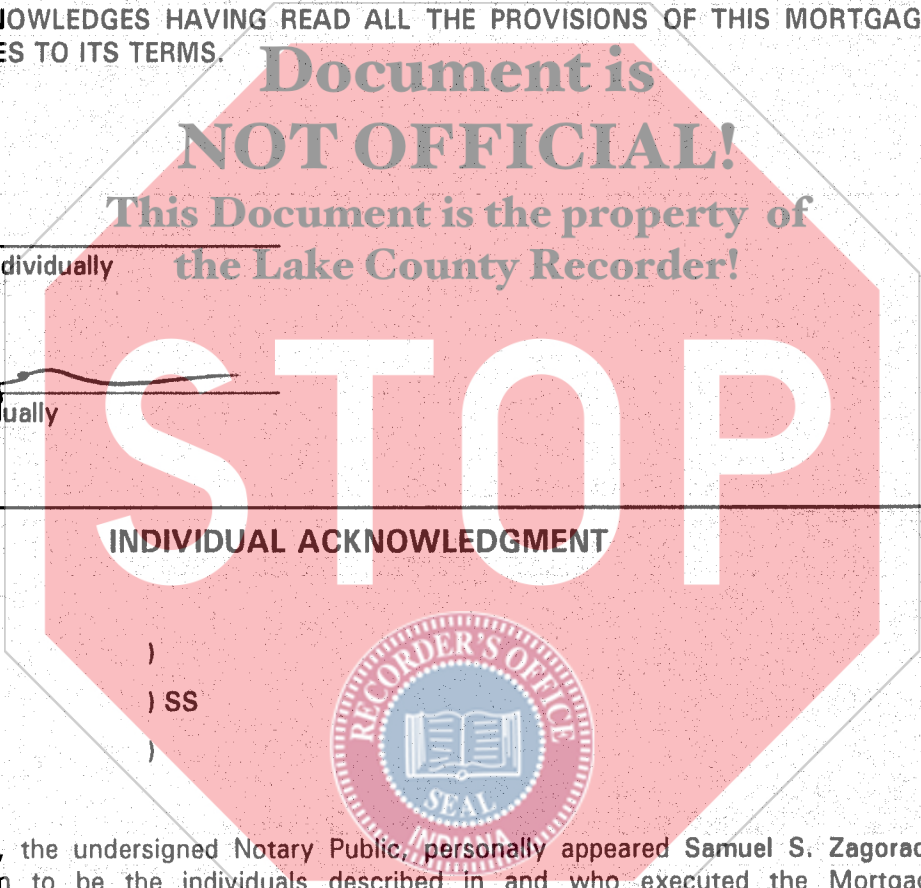 OWLEDGES HAVING READ ALL THE PROVISIONS OF THIS MORTGAG
ES TO ITS TERMS.
Document is
NOT OFFICIAL!
This Document is the property of
the Lake County Recorder!
dividually
ually
STOP
INDIVIDUAL ACKNOWLEDGMENT
)
) SS
)
RECORDER'S OFFICE
SEAL
INDIANA
, the undersigned Notary Public, personally appeared Samuel S. Zagorac
n to be the individuals described in and who executed the Mortga